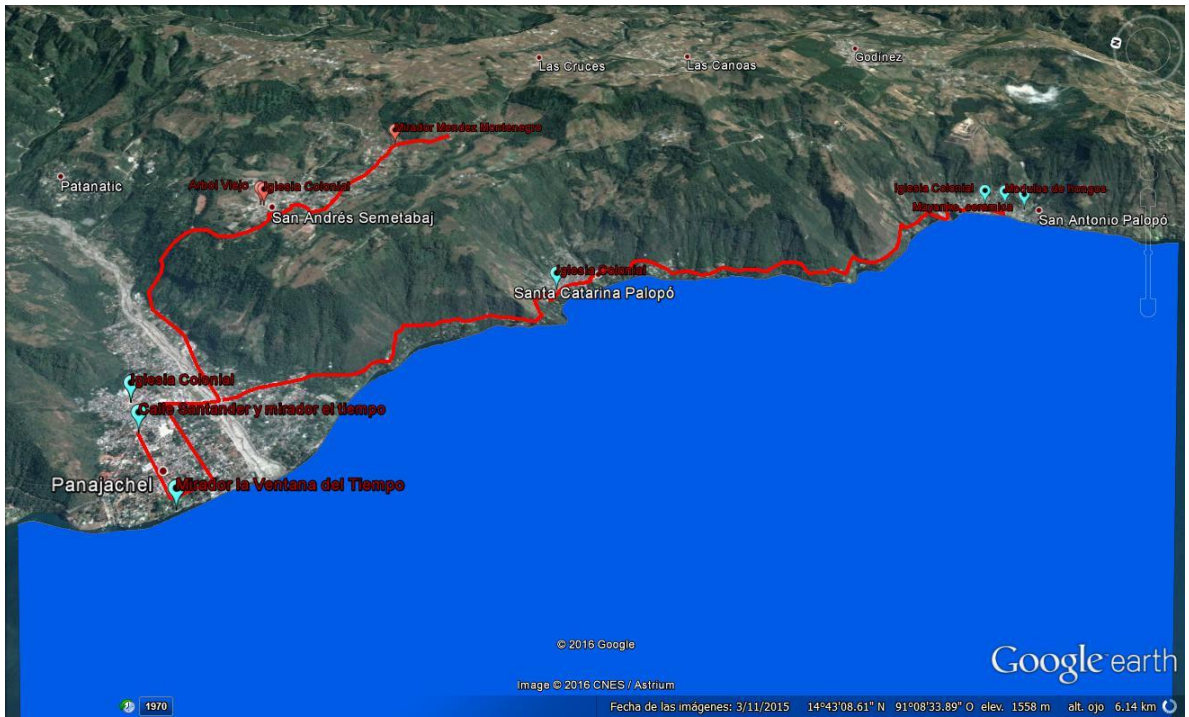 Las Cruces
Las Canoas
Godínez
Mirador Mendez Montenegro
Patanatic
Arbol Viejo
Iglesia Colonial
San Andrés Semetabaj
Iglesia Colonial
Modulos de hongos
Mayanke, ceramica
San Antonio Palopó
Iglesia Colonial
Santa Catarina Palopó
Iglesia Colonial
Calle Santander y mirador el tiempo
Panajachel
Mirador la Ventana del Tiempo
© 2016 Google
Google earth
Image © 2016 CNES / Astrium
1970
Fecha de las imágenes: 3/11/2015 14°43'08.61" N 91°08'33.89" O elev. 1558 m alt. ojo 6.14 km
N